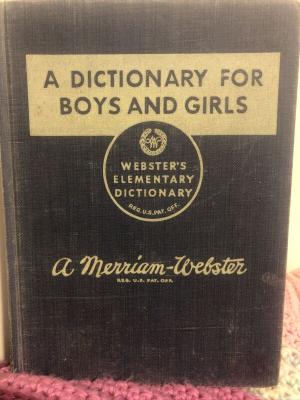 A DICTIONARY FOR
BOYS AND GIRLS
WEBSTER'S
ELEMENTARY
DICTIONARY
REG. U.S. PAT. OFF.
a Merriam-Webster
REG. U.S. PAT. OFF.